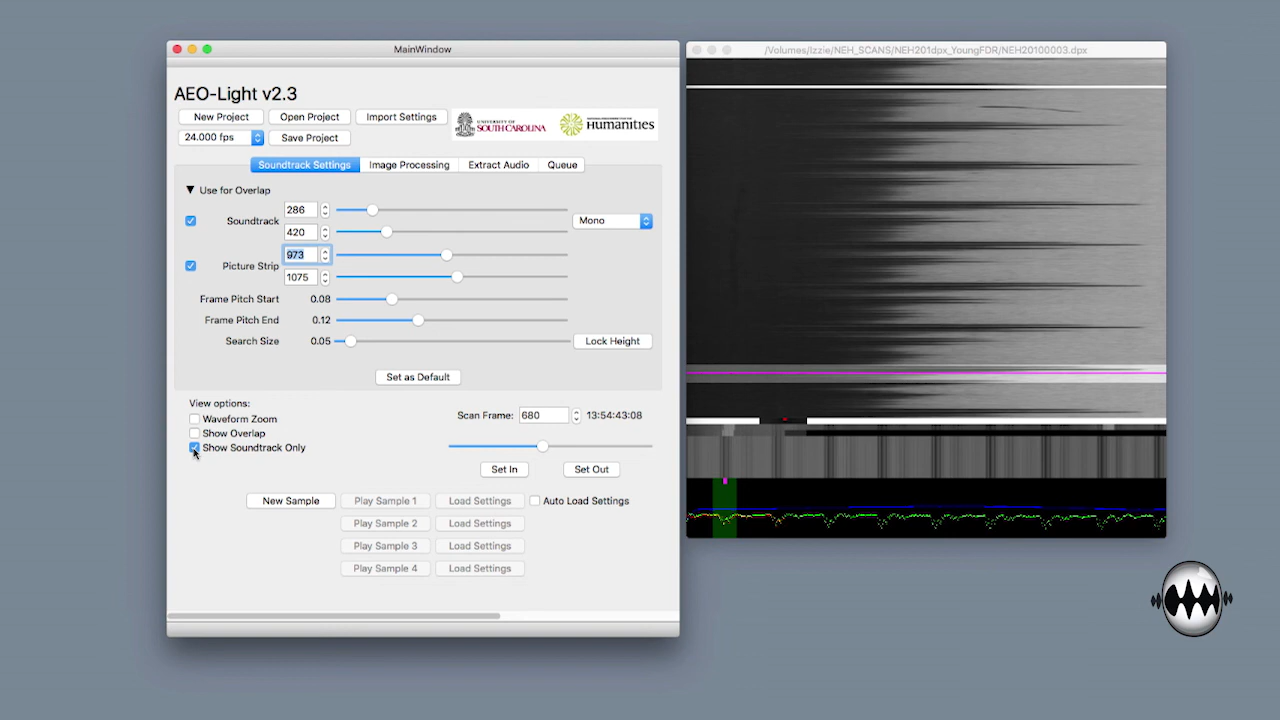 MainWindow
/Volumes/Izzie/NEH_SCANS/NEH201dpx_YoungFDR/NEH20100003.dpx
AEO-Light v2.3
New Project
Open Project
Import Settings
24.000 fps
Save Project
UNIVERSITY OF
SOUTH CAROLINA
Humanities
Soundtrack Settings
Image Processing
Extract Audio
Queue
Use for Overlap
Soundtrack
286
420
Mono
Picture Strip
973
1075
Frame Pitch Start 0.08
Frame Pitch End 0.12
Search Size 0.05
Lock Height
Set as Default
View options:
Waveform Zoom
Show Overlap
Show Soundtrack Only
Scan Frame: 680 13:54:43:08
Set In
Set Out
New Sample
Play Sample 1
Load Settings
Auto Load Settings
Play Sample 2
Load Settings
Play Sample 3
Load Settings
Play Sample 4
Load Settings